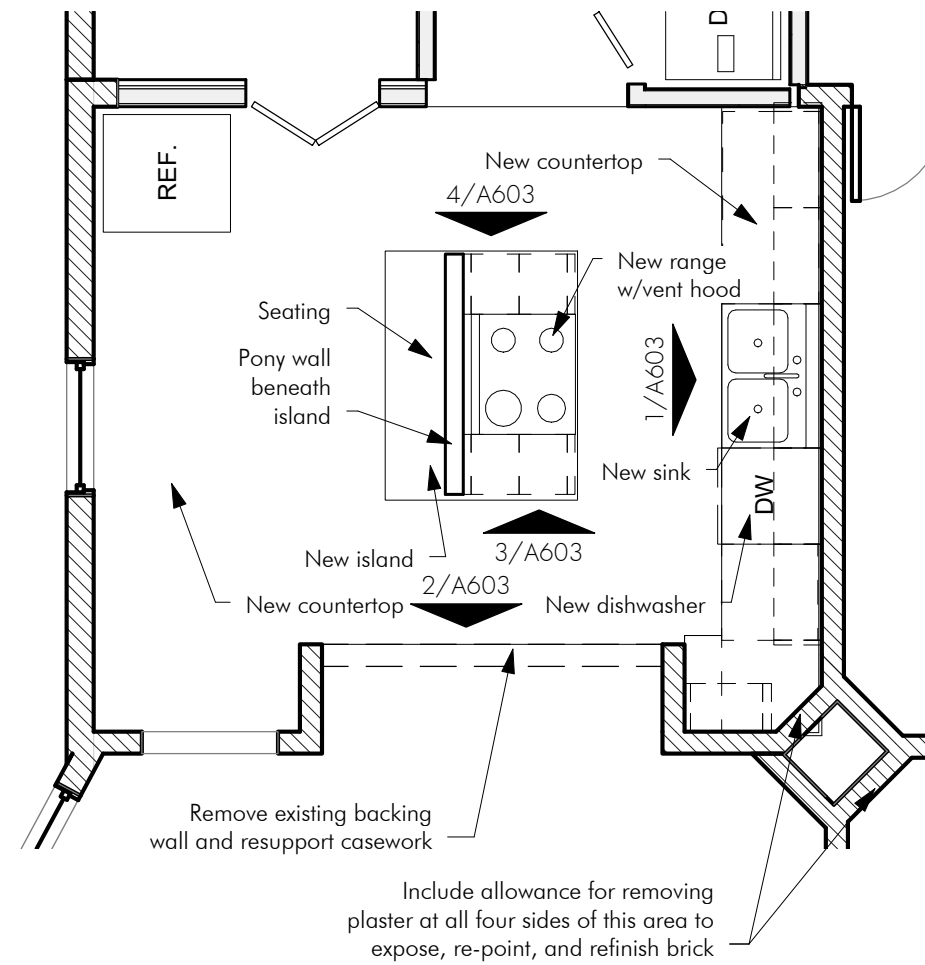 D
REF.
New countertop
4/A603
New range
w/vent hood
Seating
Pony wall
beneath
island
1/A603
New sink
DW
New island
3/A603
2/A603
New countertop
New dishwasher
Remove existing backing
wall and resupport casework
Include allowance for removing
plaster at all four sides of this area to
expose, re-point, and refinish brick